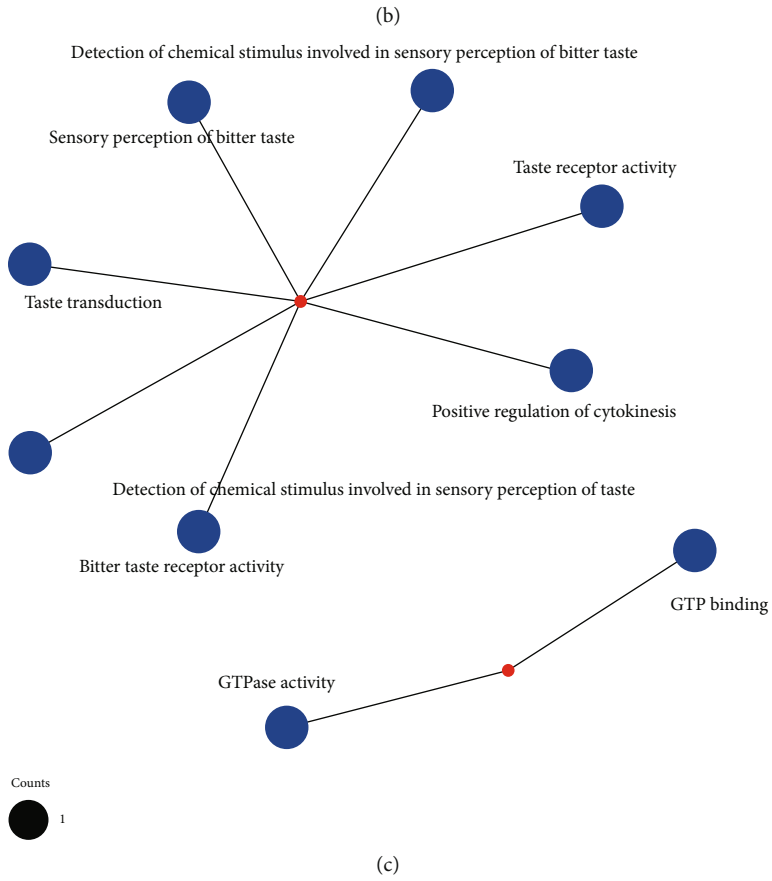 (b)
Detection of chemical stimulus involved in sensory perception of bitter taste
Sensory perception of bitter taste
Taste receptor activity
Taste transduction
Positive regulation of cytokinesis
Detection of chemical stimulus involved in sensory perception of taste
Bitter taste receptor activity
GTP binding
GTPase activity
Counts
1
(c)